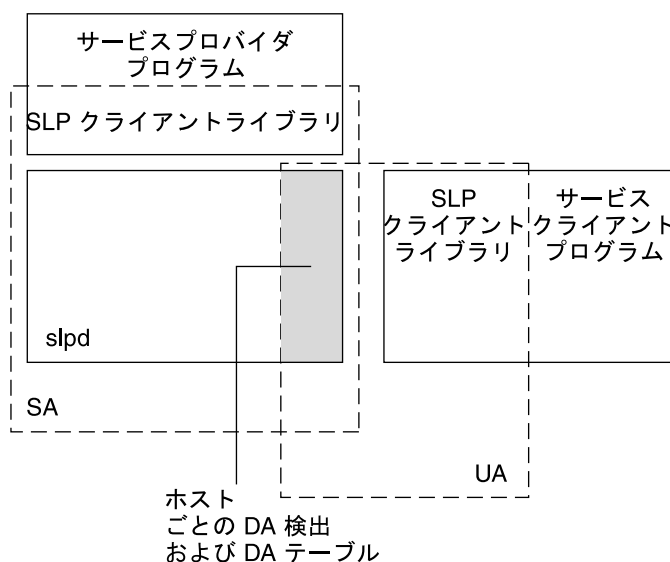 サービスプロバイダ
プログラム
SLP クライアントライブラリ
SLP
クライアント
ライブラリ
サービス
クライアント
プログラム
slpd
SA
UA
ホスト
ごとの DA 検出
および DA テーブル